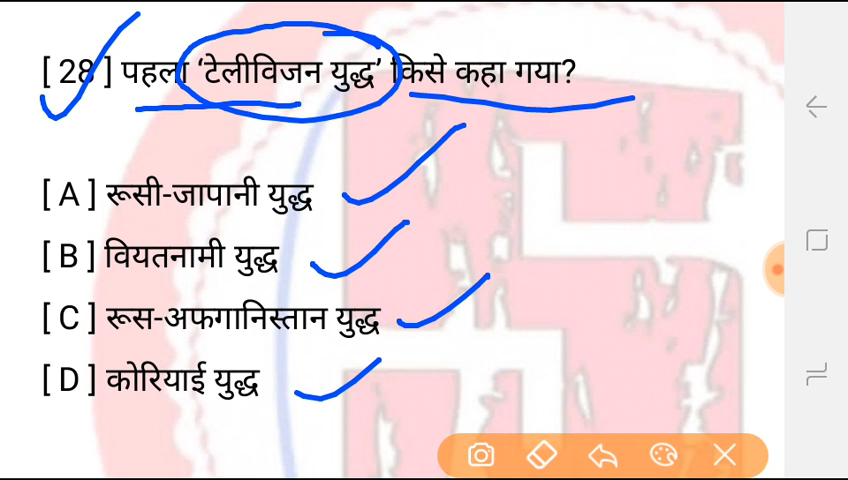 [ 28 ] पहला ‘टेलीविजन युद्ध’ किसे कहा गया?
[ A ] रूसी-जापानी युद्ध
[ B ] वियतनामी युद्ध
[ C ] रूस-अफगानिस्तान युद्ध
[ D ] कोरियाई युद्ध